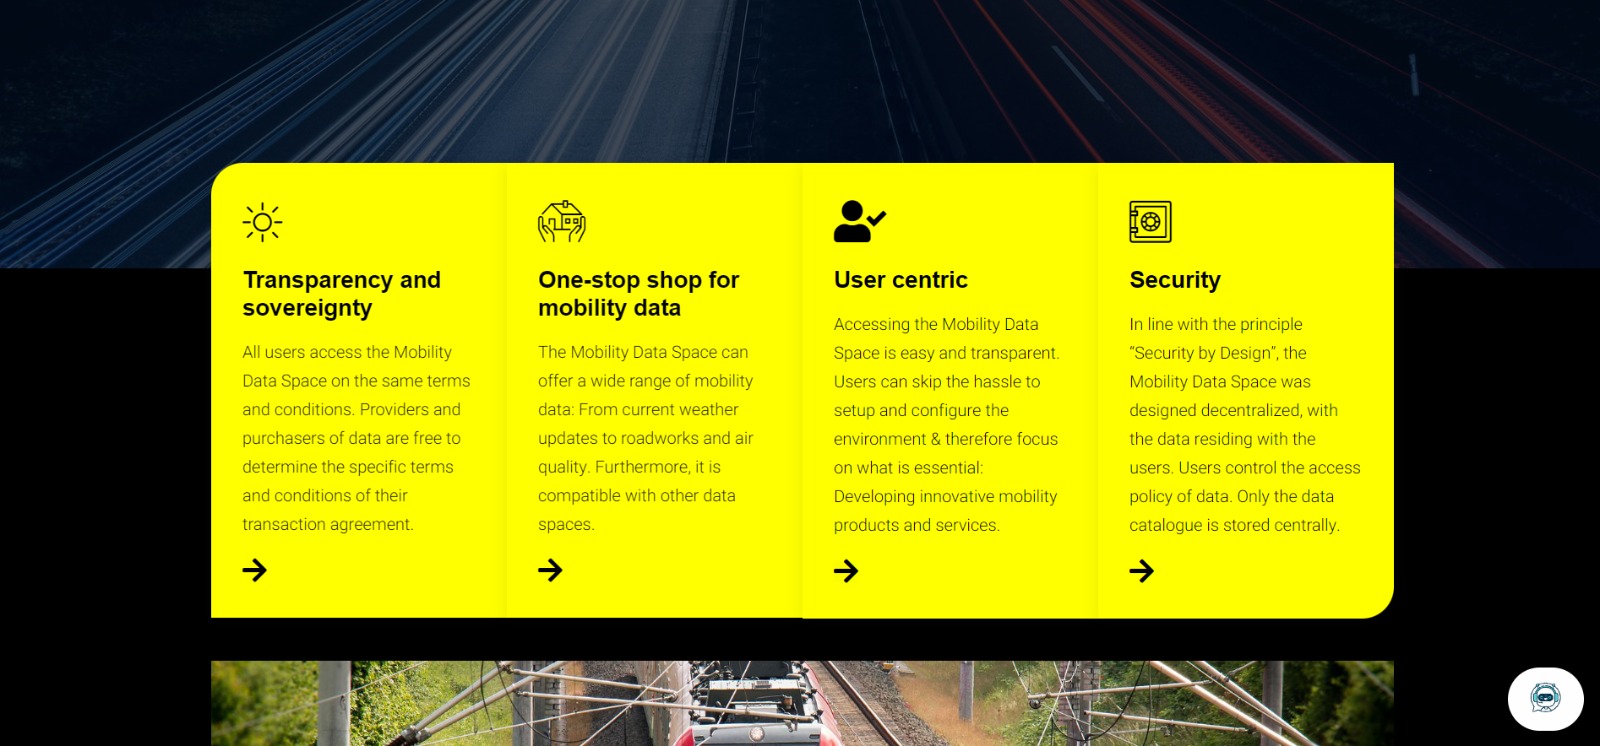 Transparency and
sovereignty
All users access the Mobility
Data Space on the same terms
and conditions. Providers and
purchasers of data are free to
determine the specific terms
and conditions of their
transaction agreement.
One-stop shop for
mobility data
The Mobility Data Space can
offer a wide range of mobility
data: From current weather
updates to roadworks and air
quality. Furthermore, it is
compatible with other data
spaces.
User centric
Accessing the Mobility Data
Space is easy and transparent.
Users can skip the hassle to
setup and configure the
environment & therefore focus
on what is essential:
Developing innovative mobility
products and services.
Security
In line with the principle
“Security by Design”, the
Mobility Data Space was
designed decentralized, with
the data residing with the
users. Users control the access
policy of data. Only the data
catalogue is stored centrally.